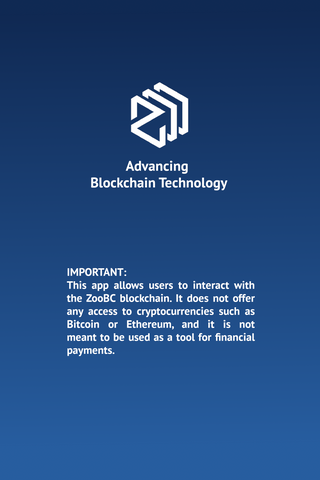 Advancing
Blockchain Technology
IMPORTANT:
This app allows users to interact with
the ZooBC blockchain. It does not offer
any access to cryptocurrencies such as
Bitcoin or Ethereum, and it is not
meant to be used as a tool for financial
payments.